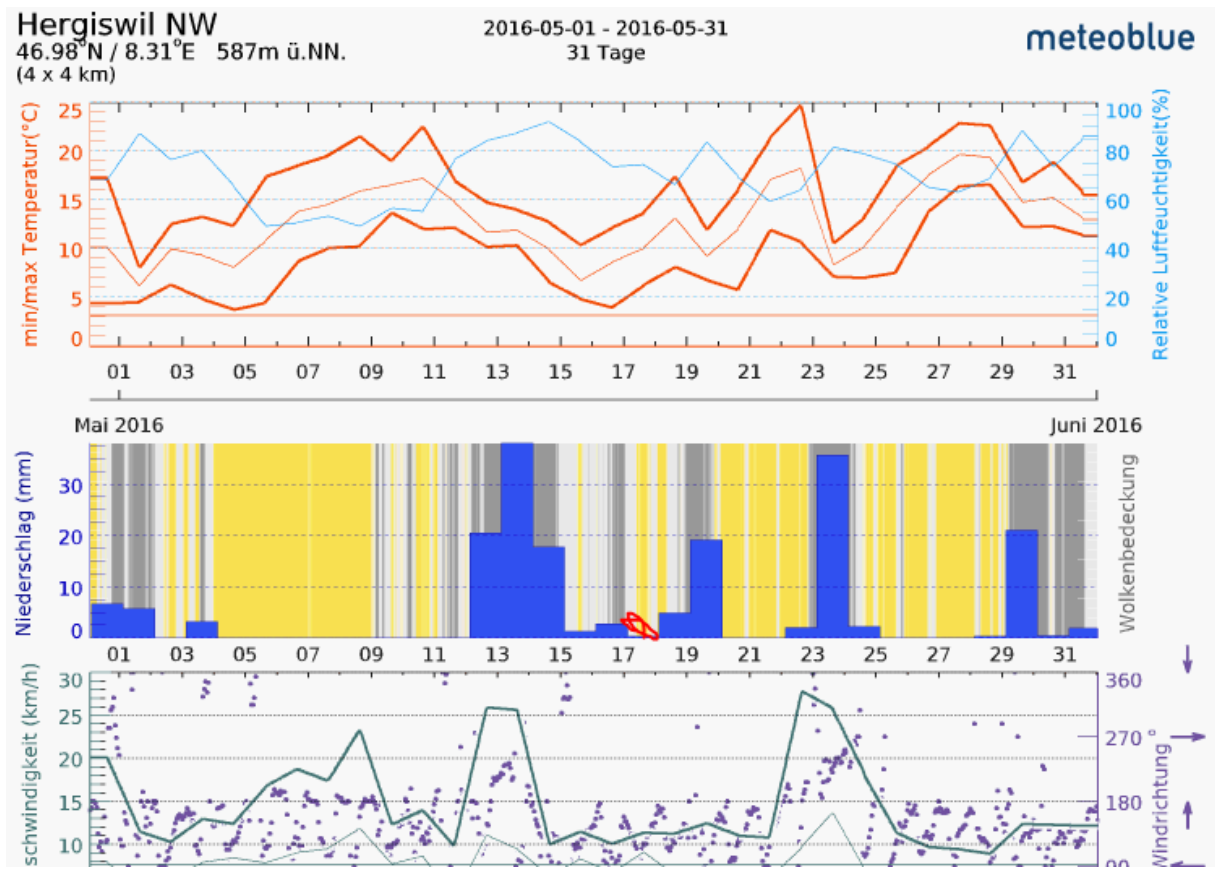 Hergiswil NW
46.98°N / 8.31°E 587m ü.NN.
(4 x 4 km)
2016-05-01 - 2016-05-31
31 Tage
meteoblue
min/max Temperatur(°C)
25
20
15
10
5
0
100
80
60
40
20
0
Relative Luftfeuchtigkeit(%)
01 03 05 07 09 11 13 15 17 19 21 23 25 27 29 31
Mai 2016
Juni 2016
Niederschlag (mm)
30
20
10
0
Wolkenbedeckung
01 03 05 07 09 11 13 15 17 19 21 23 25 27 29 31
schwindigkeit (km/h)
30
25
20
15
10
360
270
180
90
Windrichtung °